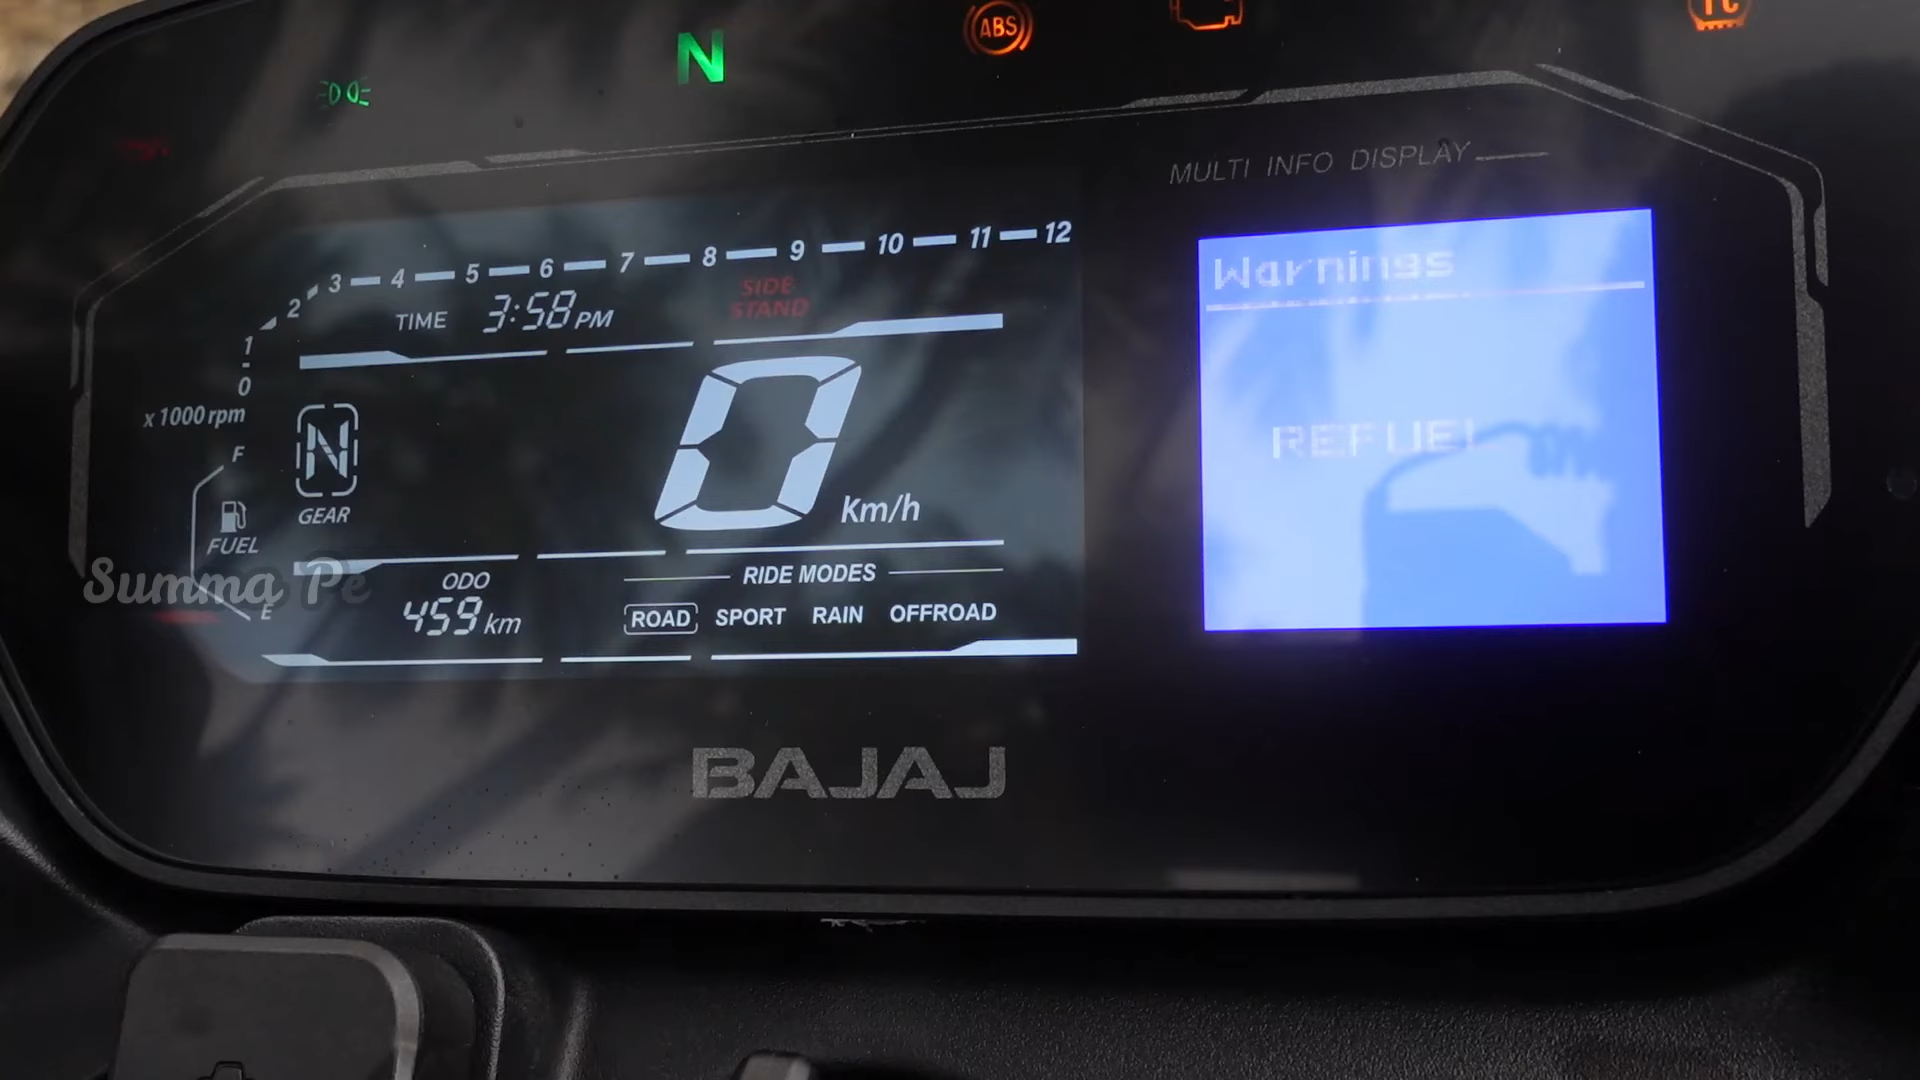 N
ABS
TC
MULTI INFO DISPLAY
0 1 2 3 4 5 6 7 8 9 10 11 12
x 1000 rpm
TIME 3:58 PM
SIDE
STAND
Warnings
REFUEL
F
FUEL
E
N
GEAR
0 Km/h
ODO
459 km
RIDE MODES
ROAD SPORT RAIN OFFROAD
Summa Pe
BAJAJ